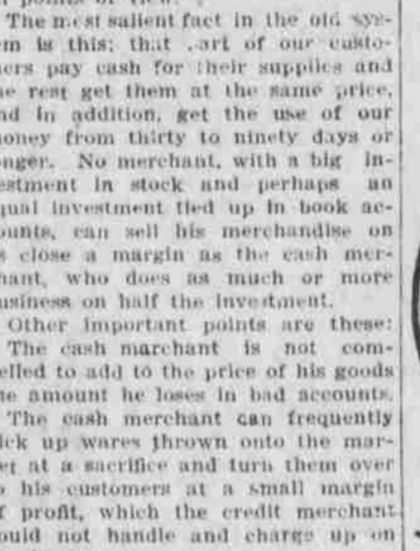 The most salient fact in the old sys-
em is this; that art of our custo-
ers pay cash for their supplies and
e rest get them at the same price,
nd in addition, get the use of our
oney from thirty to ninety days or
onger. No merchant, with a big in-
estment in stock and perhaps an
qual investment tied up in book ac-
ounts, can sell his merchandise on
s close a margin as the cash mer-
hant, who does as much or more
usiness on half the investment.
Other important points are these:
The cash marchant is not com-
elled to add to the price of his goods
he amount he loses in bad accounts.
The cash merchant can frequently
ick up wares thrown onto the mar-
et at a sacrifice and turn them over
o his customers at a small margin
f profit, which the credit merchant
ould not handle and charge up on